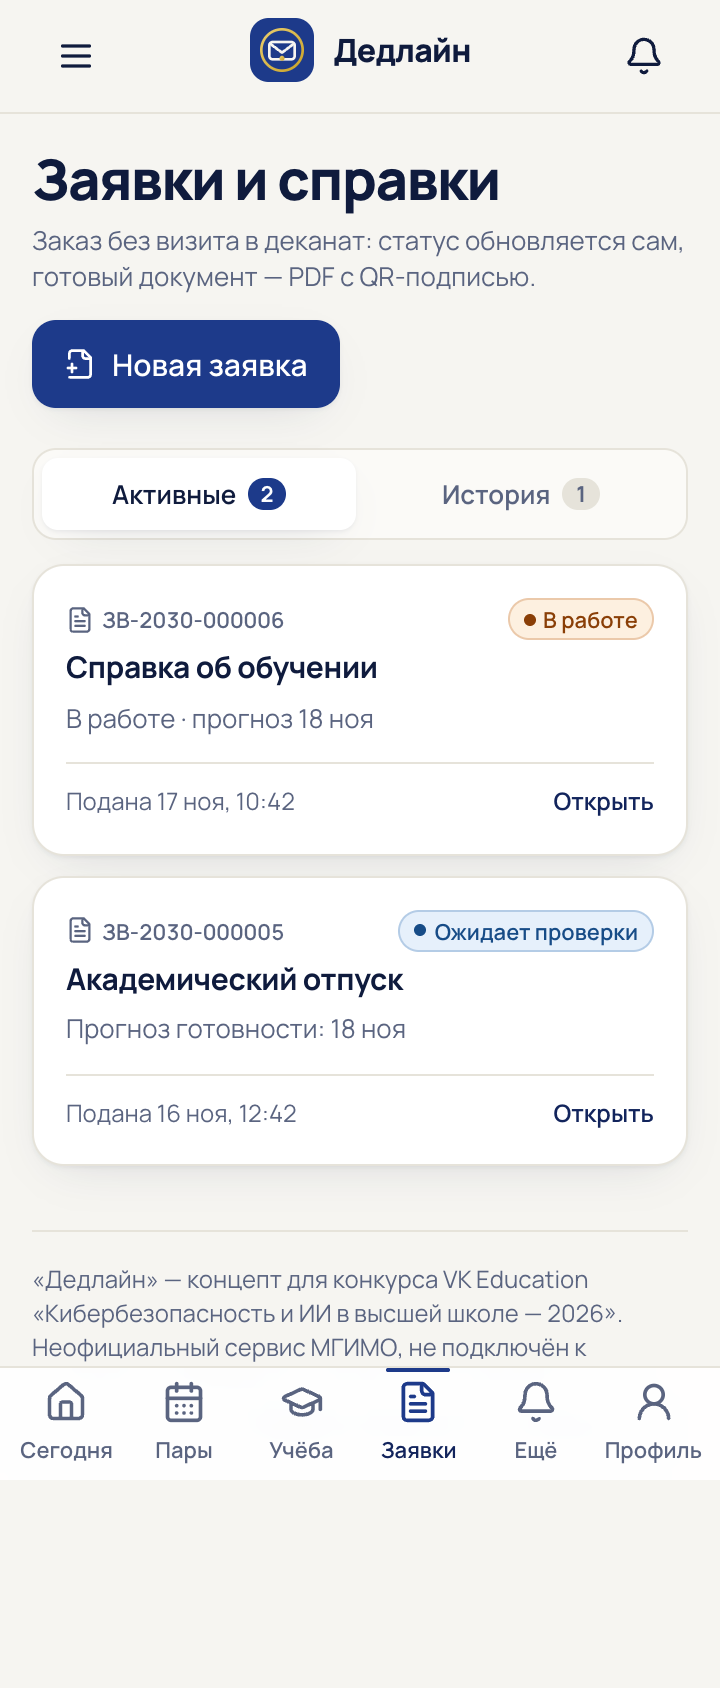 Дедлайн
Заявки и справки
Заказ без визита в деканат: статус обновляется сам,
готовый документ — PDF с QR-подписью.
Новая заявка
Активные 2
История 1
ЗВ-2030-000006
В работе
Справка об обучении
В работе · прогноз 18 ноя
Подана 17 ноя, 10:42
Открыть
ЗВ-2030-000005
Ожидает проверки
Академический отпуск
Прогноз готовности: 18 ноя
Подана 16 ноя, 12:42
Открыть
«Дедлайн» — концепт для конкурса VK Education
«Кибербезопасность и ИИ в высшей школе — 2026».
Неофициальный сервис МГИМО, не подключён к
Сегодня
Пары
Учёба
Заявки
Ещё
Профиль